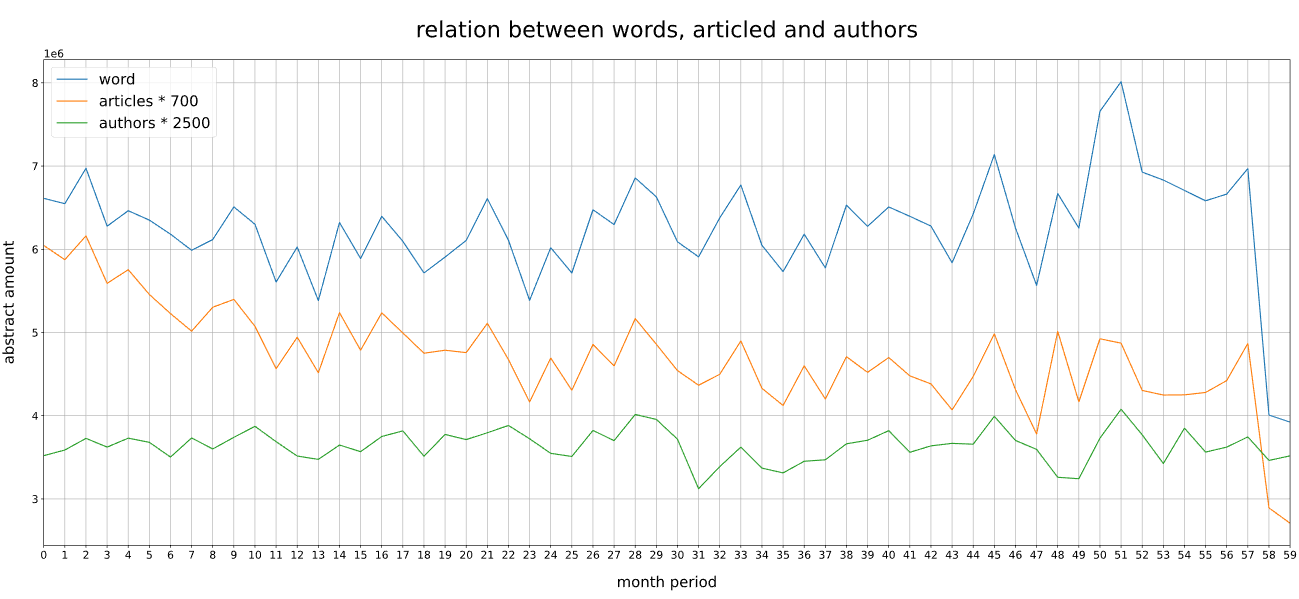 relation between words, articled and authors
1e6
word
articles * 700
authors * 2500
8
7
6
5
4
3
abstract amount
0 1 2 3 4 5 6 7 8 9 10 11 12 13 14 15 16 17 18 19 20 21 22 23 24 25 26 27 28 29 30 31 32 33 34 35 36 37 38 39 40 41 42 43 44 45 46 47 48 49 50 51 52 53 54 55 56 57 58 59
month period